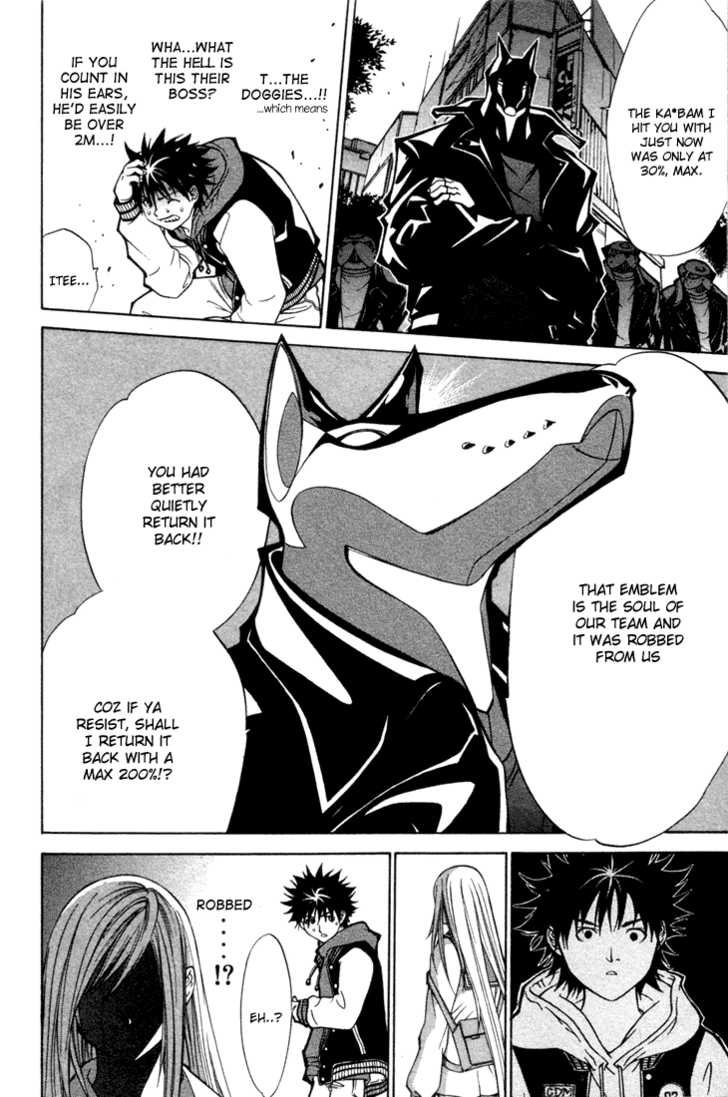 THE KA*BAM I
HIT YOU WITH
JUST NOW
WAS ONLY AT
30%, MAX.
T...THE
DOGGIES...!!
...which means
WHA...WHAT
THE HELL IS
THIS THEIR
BOSS?
IF YOU
COUNT IN
HIS EARS,
HE'D EASILY
BE OVER
2M...!
ITEE...
THAT EMBLEM
IS THE SOUL OF
OUR TEAM AND
IT WAS ROBBED
FROM US
YOU HAD
BETTER
QUIETLY
RETURN IT
BACK!!
COZ IF YA
RESIST, SHALL
I RETURN IT
BACK WITH A
MAX 200%!?
ROBBED
......!?
EH..?